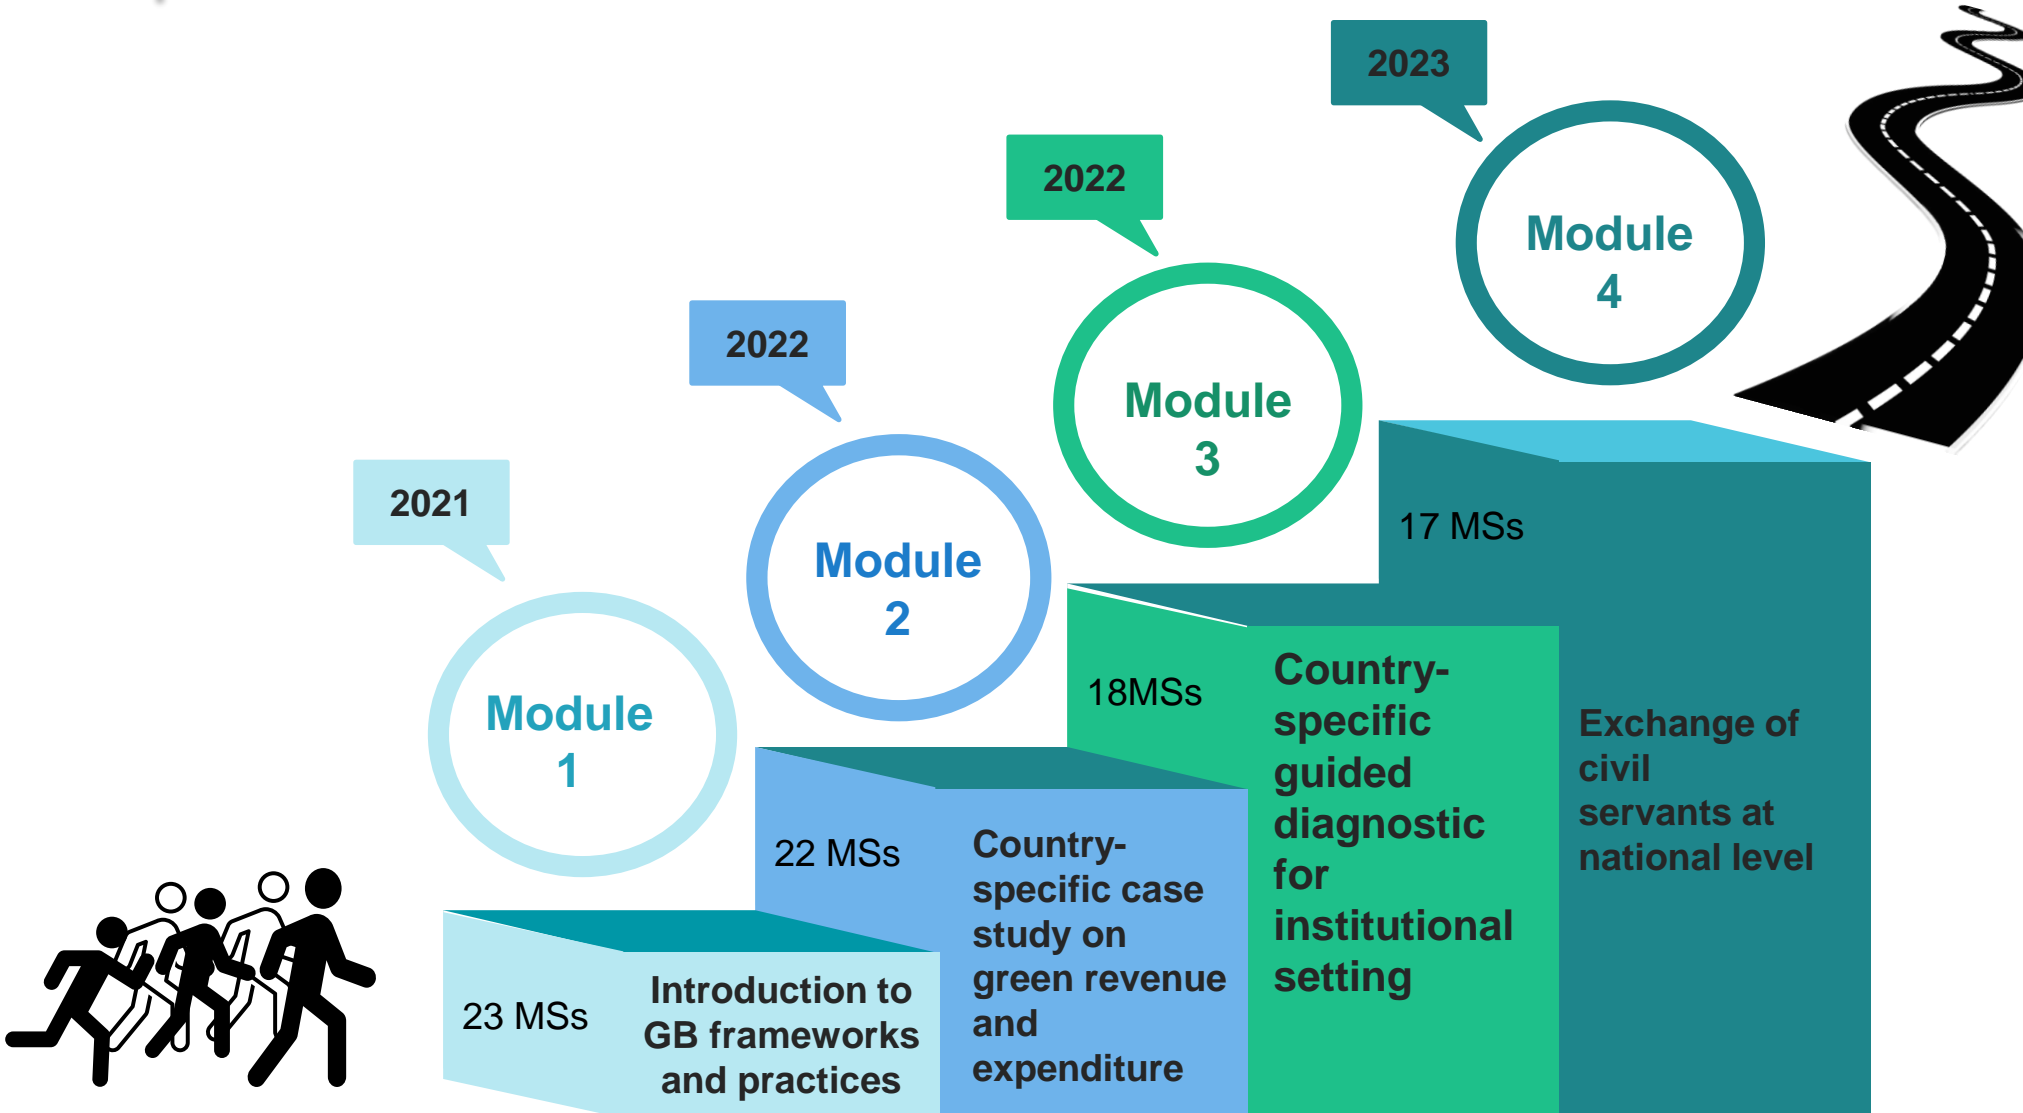 2021
Module
1
23 MSs
Introduction to
GB frameworks
and practices
2022
Module
2
22 MSs
Country-
specific case
study on
green revenue
and
expenditure
2022
Module
3
18MSs
Country-
specific
guided
diagnostic
for
institutional
setting
2023
Module
4
17 MSs
Exchange of
civil
servants at
national level